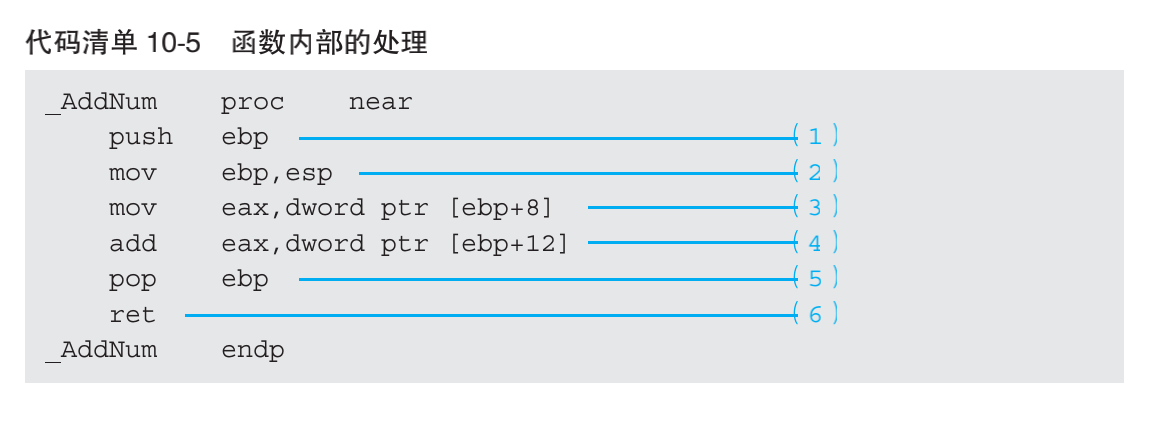 代码清单 10-5 函数内部的处理
_AddNum proc near
push ebp (1)
mov ebp,esp (2)
mov eax,dword ptr [ebp+8] (3)
add eax,dword ptr [ebp+12] (4)
pop ebp (5)
ret (6)
_AddNum endp